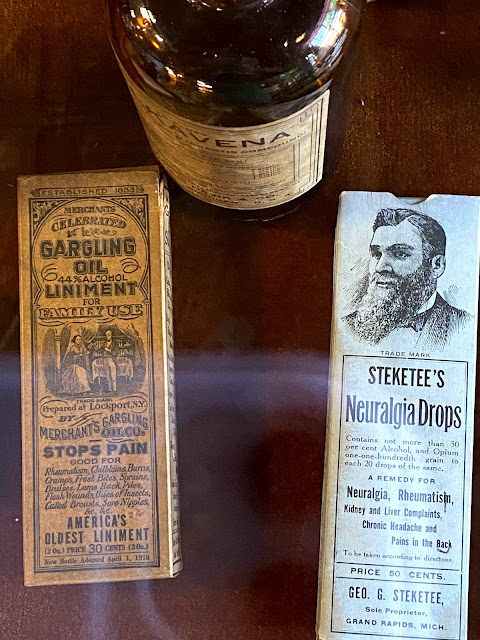 KAVENA
COMPOUND
ESTABLISHED 1833
MERCHANT'S
CELEBRATED
GARGLING
OIL
44% ALCOHOL
LINIMENT
FOR
FAMILY USE
TRADE MARK
Prepared at Lockport, N.Y.
BY
MERCHANT'S GARGLING
OIL CO.
STOPS PAIN
GOOD FOR
Rheumatism, Chilblains, Burns,
Cramps, Frost Bites, Sprains,
Bruises, Lame Back, Piles,
Flesh Wounds, Bites of Insects,
Caked Breasts, Sore Nipples,
&c. &c.
AMERICA'S
OLDEST LINIMENT
(2 Oz.) PRICE 30 CENTS (2 Oz.)
New Bottle Adopted April 1, 1918
TRADE MARK
STEKETEE'S
Neuralgia Drops
Contains not more than 50
per cent Alcohol, and Opium
one-one-hundredth grain to
each 20 drops of the same.
A REMEDY FOR
Neuralgia, Rheumatism,
Kidney and Liver Complaints,
Chronic Headache and
Pains in the Back
To be taken according to directions.
PRICE 50 CENTS.
GEO. G. STEKETEE,
Sole Proprietor,
GRAND RAPIDS, MICH.